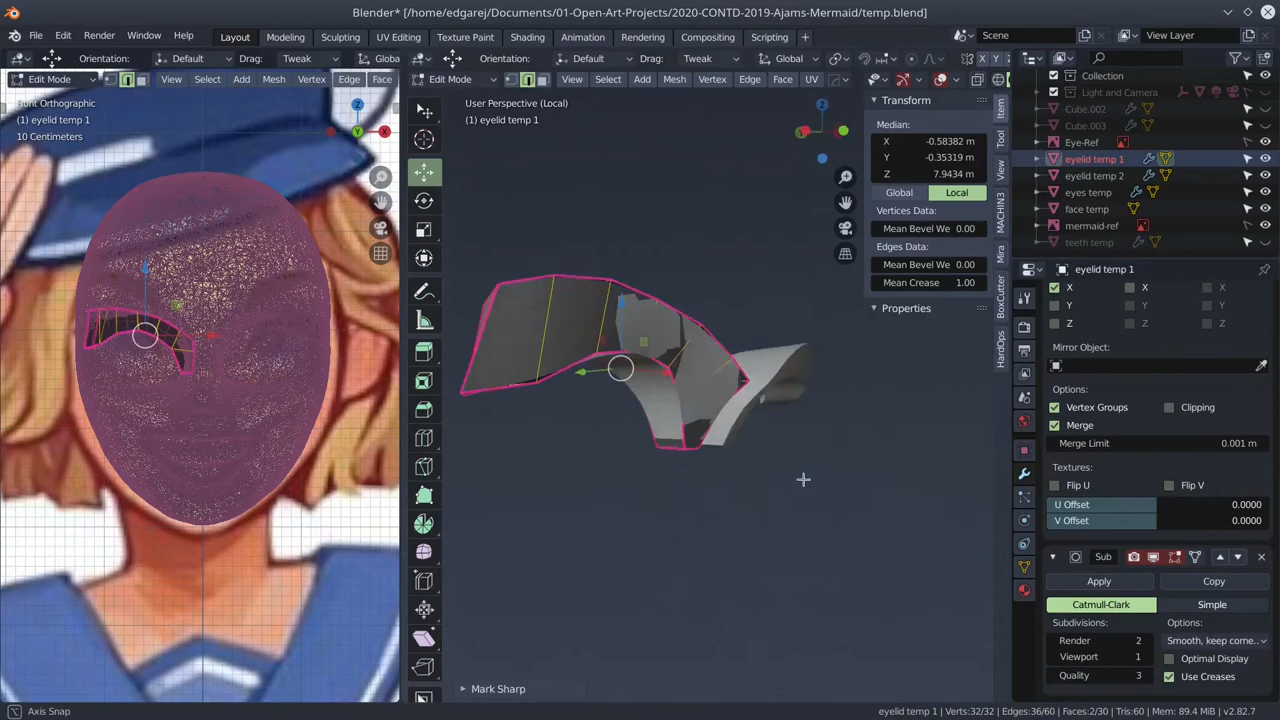 Blender* [/home/edgarej/Documents/01-Open-Art-Projects/2020-CONTD-2019-Ajams-Mermaid/temp.blend]
File Edit Render Window Help Layout Modeling Sculpting UV Editing Texture Paint Shading Animation Rendering Compositing Scripting + Scene View Layer
Orientation: Default Drag: Tweak Globa
Orientation: Default Drag: Tweak Global X
Edit Mode View Select Add Mesh Vertex Edge Face
Edit Mode View Select Add Mesh Vertex Edge Face UV
Front Orthographic
(1) eyelid temp 1
10 Centimeters
Z
X
Y
User Perspective (Local)
(1) eyelid temp 1
Z
Transform
Median:
X -0.58382 m
Y -0.35319 m
Z 7.9434 m
Global Local
Vertices Data:
Mean Bevel We 0.00
Edges Data:
Mean Bevel We 0.00
Mean Crease 1.00
Properties
Item
Tool
View
MACHIN3
Mira
BoxCutter
HardOps
Collection
Light and Camera
Cube.002
Cube.003
Eye-Ref
eyelid temp 1
eyelid temp 2
eyes temp
face temp
mermaid-ref
teeth temp
eyelid temp 1
X X X
Y Y Y
Z Z Z
Mirror Object:
Options:
Vertex Groups Clipping
Merge
Merge Limit 0.001 m
Textures:
Flip U Flip V
U Offset 0.0000
V Offset 0.0000
Sub
Apply Copy
Catmull-Clark Simple
Subdivisions: Options:
Render 2 Smooth, keep corne..
Viewport 1 Optimal Display
Quality 3 Use Creases
Mark Sharp
Axis Snap
eyelid temp 1 | Verts:32/32 | Edges:36/60 | Faces:2/30 | Tris:60 | Mem: 89.4 MiB | v2.82.7